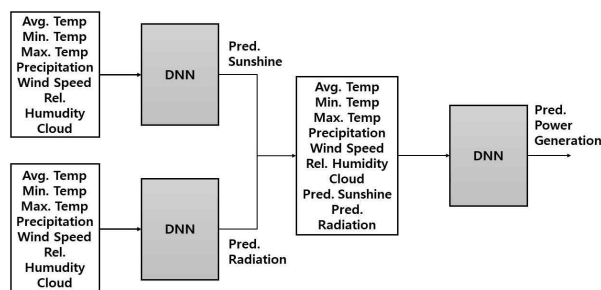 Avg. Temp
Min. Temp
Max. Temp
Precipitation
Wind Speed
Rel.
Humudity
Cloud
DNN
Pred.
Sunshine
Avg. Temp
Min. Temp
Max. Temp
Precipitation
Wind Speed
Rel.
Humudity
Cloud
DNN
Pred.
Radiation
Avg. Temp
Min. Temp
Max. Temp
Precipitation
Wind Speed
Rel. Humidity
Cloud
Pred. Sunshine
Pred.
Radiation
DNN
Pred.
Power
Generation